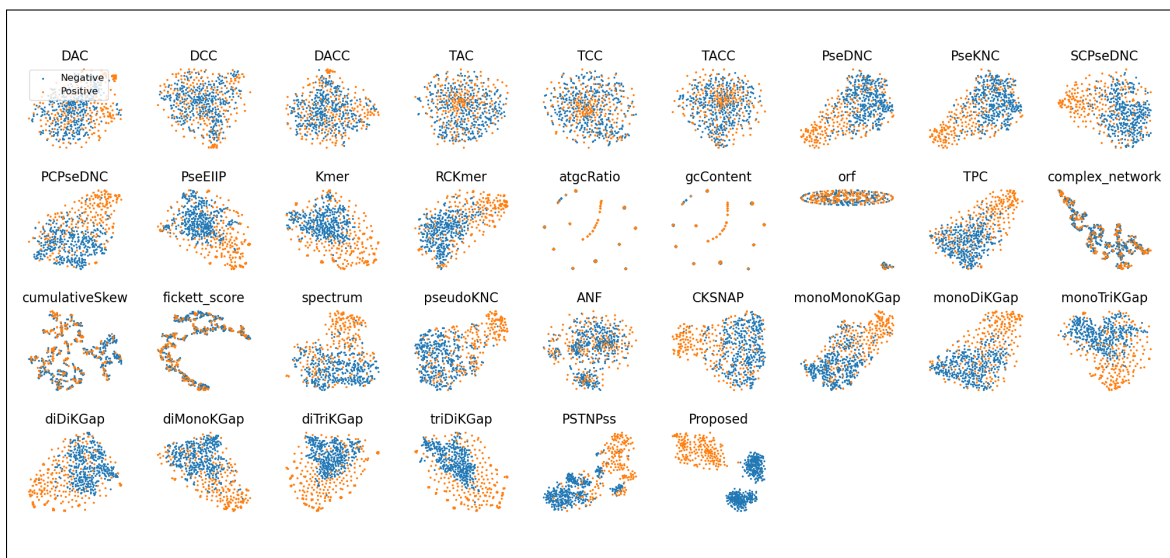 DAC DCC DACC TAC TCC TACC PseDNC PseKNC SCPseDNC
Negative
Positive
PCPseDNC PseEIIP Kmer RCKmer atgcRatio gcContent orf TPC complex_network
cumulativeSkew fickett_score spectrum pseudoKNC ANF CKSNAP monoMonoKGap monoDiKGap monoTriKGap
diDiKGap diMonoKGap diTriKGap triDiKGap PSTNPss Proposed